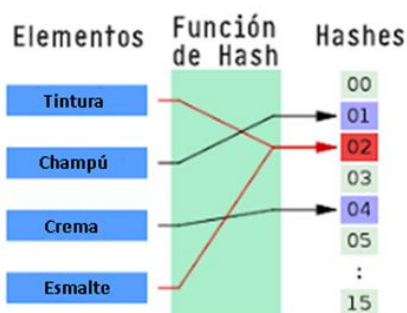 Elementos
Función
de Hash
Hashes
Tintura
Champú
Crema
Esmalte
00
01
02
03
04
05
:
15